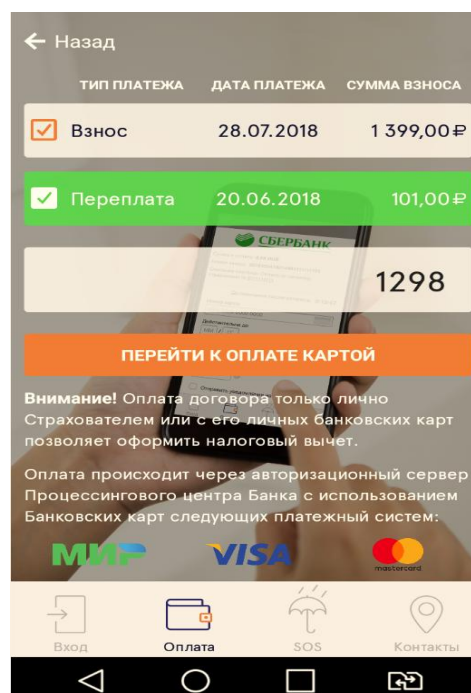 ← Назад
ТИП ПЛАТЕЖА ДАТА ПЛАТЕЖА СУММА ВЗНОСА
Взнос 28.07.2018 1 399,00₽
Переплата 20.06.2018 101,00₽
СБЕРБАНК
1298
ПЕРЕЙТИ К ОПЛАТЕ КАРТОЙ
Внимание! Оплата договора только лично
Страхователем или с его личных банковских карт
позволяет оформить налоговый вычет.
Оплата происходит через авторизационный сервер
Процессингового центра Банка с использованием
Банковских карт следующих платежный систем:
МИР VISA mastercard
Вход Оплата SOS Контакты